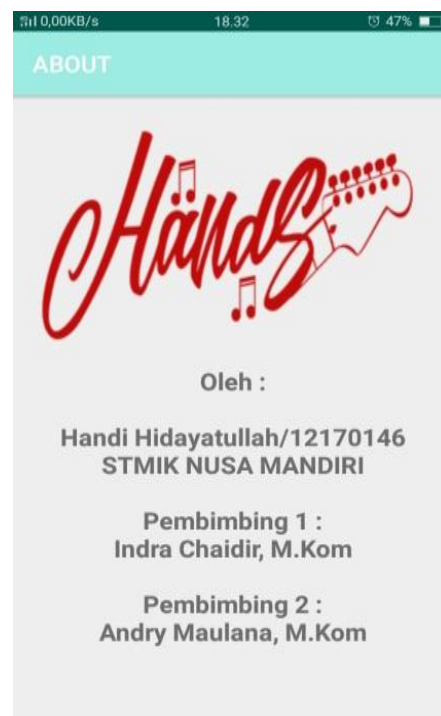 0,00KB/s 18.32 47%
ABOUT
Hands
Oleh :
Handi Hidayatullah/12170146
STMIK NUSA MANDIRI
Pembimbing 1 :
Indra Chaidir, M.Kom
Pembimbing 2 :
Andry Maulana, M.Kom